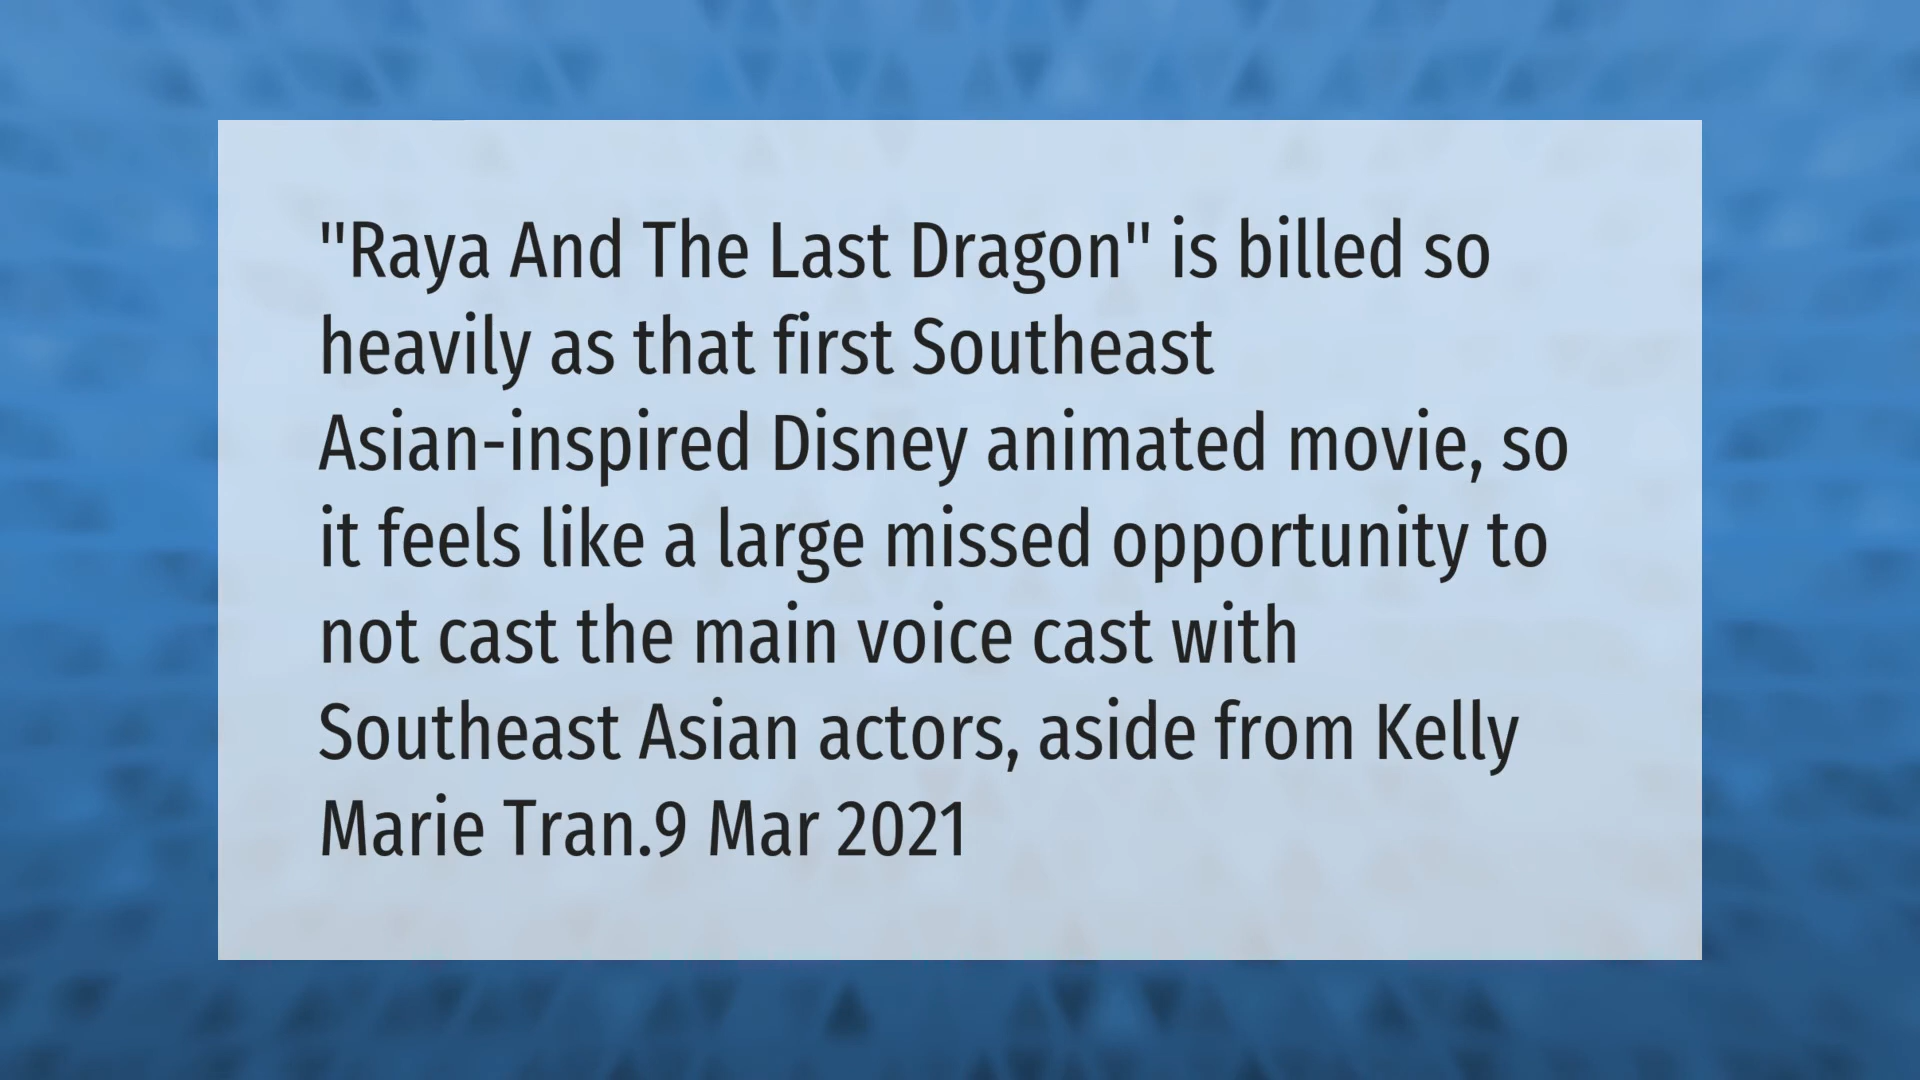 "Raya And The Last Dragon" is billed so
heavily as that first Southeast
Asian-inspired Disney animated movie, so
it feels like a large missed opportunity to
not cast the main voice cast with
Southeast Asian actors, aside from Kelly
Marie Tran.9 Mar 2021